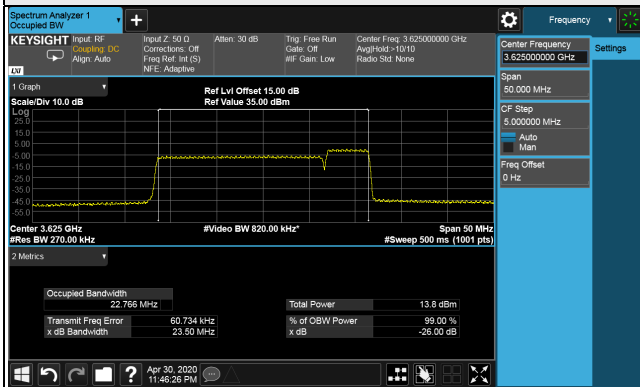 Spectrum Analyzer 1
Occupied BW
Frequency
KEYSIGHT
Input: RF
Coupling: DC
Align: Auto
Input Z: 50 Ω
Corrections: Off
Freq Ref: Int (S)
NFE: Adaptive
Atten: 30 dB
Trig: Free Run
Gate: Off
#IF Gain: Low
Center Freq: 3.625000000 GHz
Avg|Hold:>10/10
Radio Std: None
LXI
Center Frequency
3.625000000 GHz
Settings
Span
50.000 MHz
CF Step
5.000000 MHz
Auto
Man
Freq Offset
0 Hz
1 Graph
Scale/Div 10.0 dB
Ref Lvl Offset 15.00 dB
Ref Value 35.00 dBm
Log
25.0
15.0
5.00
-5.00
-15.0
-25.0
-35.0
-45.0
-55.0
Center 3.625 GHz
#Res BW 270.00 kHz
#Video BW 820.00 kHz*
Span 50 MHz
#Sweep 500 ms (1001 pts)
2 Metrics
Occupied Bandwidth
22.766 MHz
Total Power 13.8 dBm
Transmit Freq Error 60.734 kHz
% of OBW Power 99.00 %
x dB Bandwidth 23.50 MHz
x dB -26.00 dB
?
Apr 30, 2020
11:46:26 PM